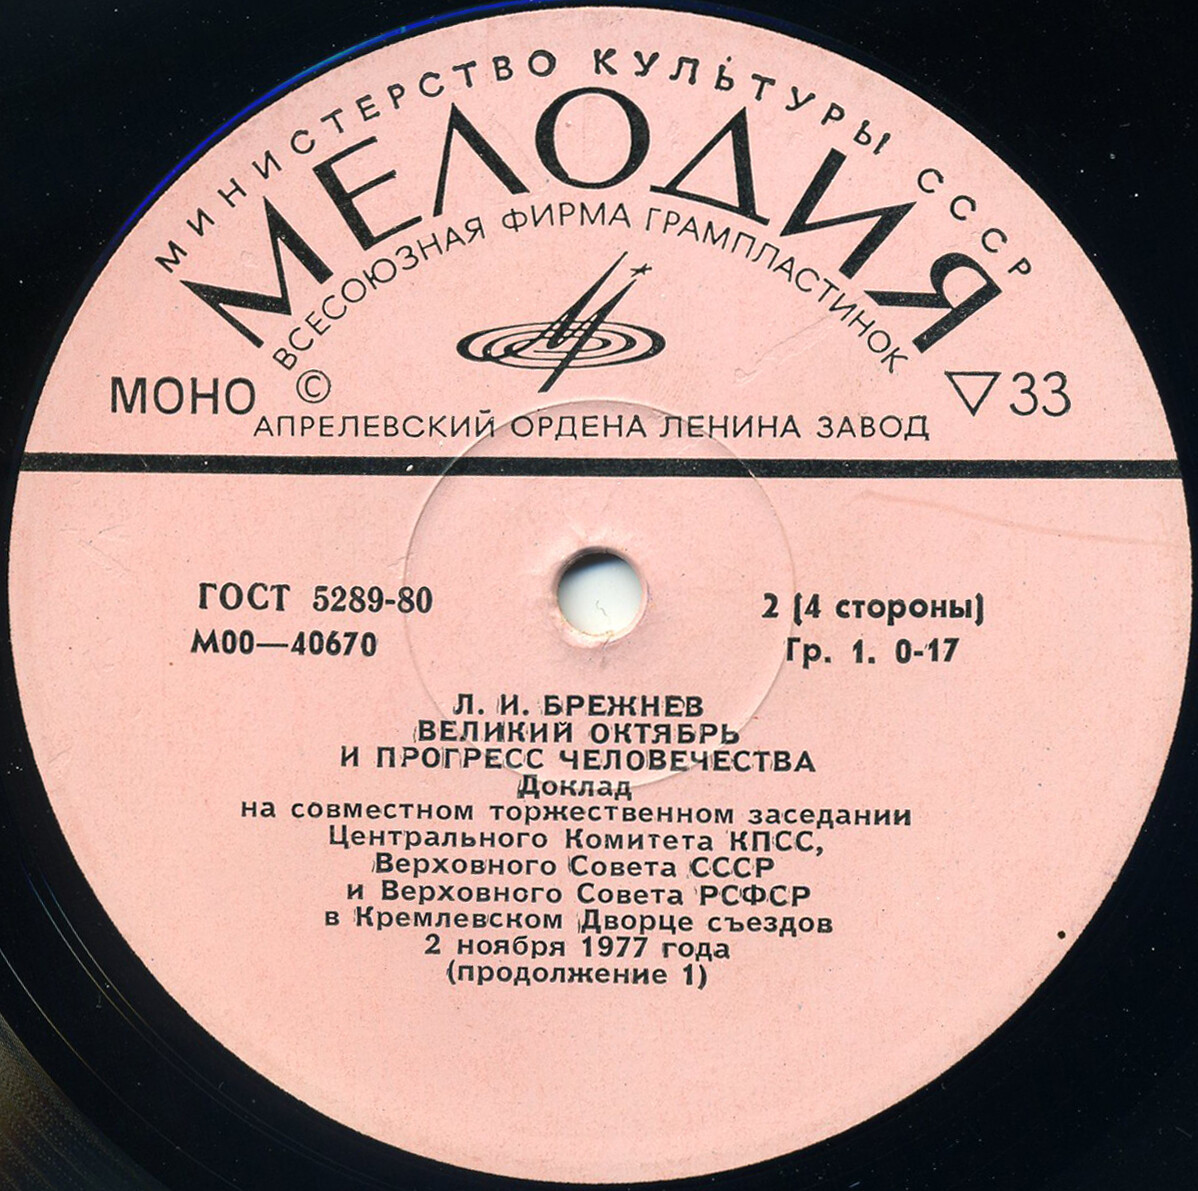 МИНИСТЕРСТВО КУЛЬТУРЫ СССР
МЕЛОДИЯ
ВСЕСОЮЗНАЯ ФИРМА ГРАМПЛАСТИНОК
МОНО © ▽33
АПРЕЛЕВСКИЙ ОРДЕНА ЛЕНИНА ЗАВОД
ГОСТ 5289-80
М00—40670
2 (4 стороны)
Гр. 1. 0-17
Л. И. БРЕЖНЕВ
ВЕЛИКИЙ ОКТЯБРЬ
И ПРОГРЕСС ЧЕЛОВЕЧЕСТВА
Доклад
на совместном торжественном заседании
Центрального Комитета КПСС,
Верховного Совета СССР
и Верховного Совета РСФСР
в Кремлевском Дворце съездов
2 ноября 1977 года
(продолжение 1)